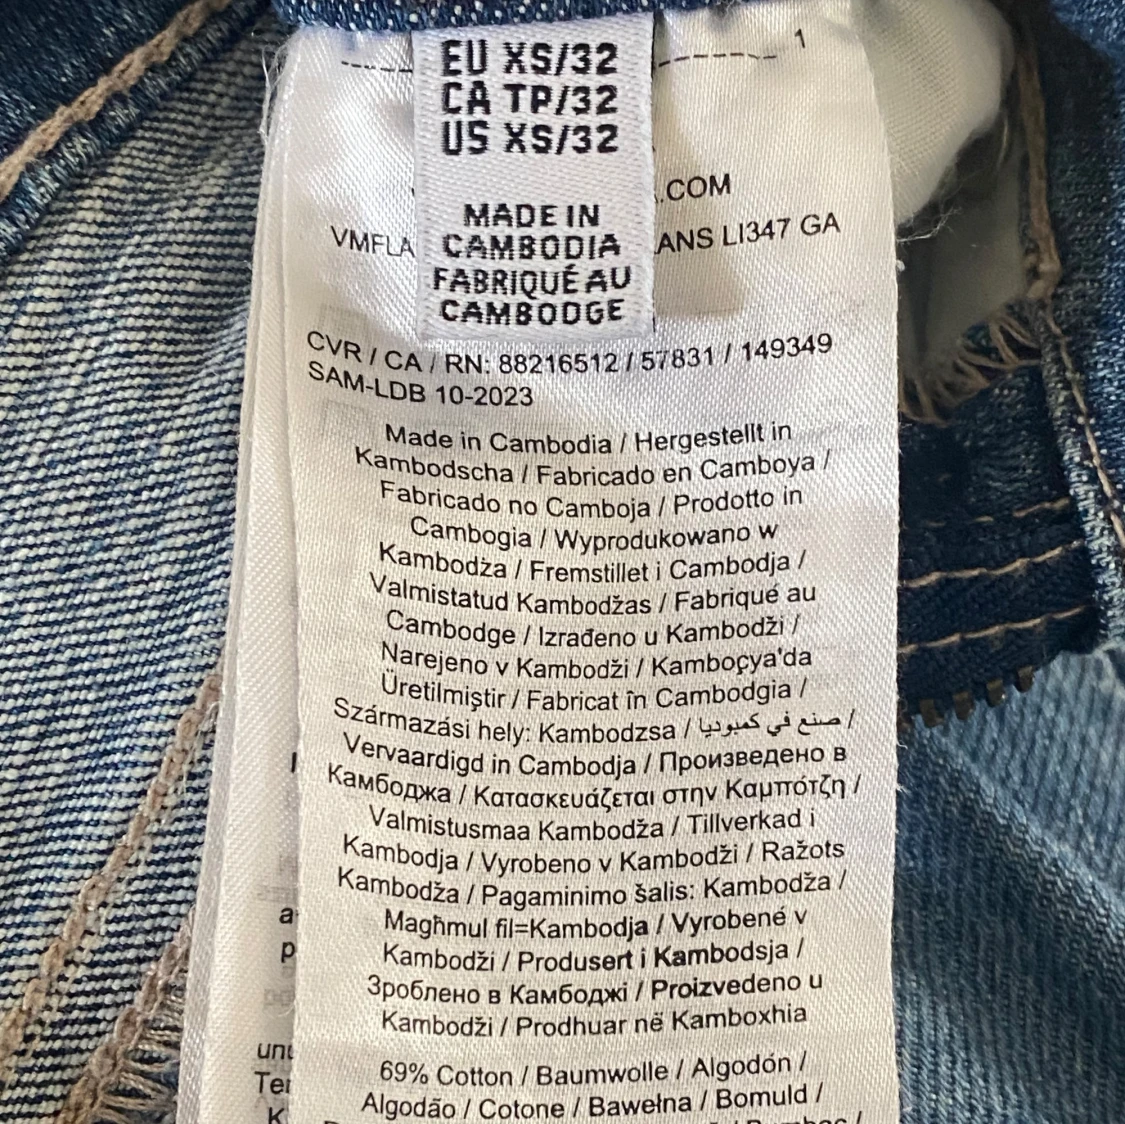 1
EU XS/32
CA TP/32
US XS/32
.COM
MADE IN
CAMBODIA
FABRIQUÉ AU
CAMBODGE
VMFLA ANS LI347 GA
CVR / CA / RN: 88216512 / 57831 / 149349
SAM-LDB 10-2023
Made in Cambodia / Hergestellt in
Kambodscha / Fabricado en Camboya /
Fabricado no Camboja / Prodotto in
Cambogia / Wyprodukowano w
Kambodża / Fremstillet i Cambodja /
Valmistatud Kambodžas / Fabriqué au
Cambodge / Izrađeno u Kambodži /
Narejeno v Kambodži / Kamboçya'da
Üretilmiştir / Fabricat în Cambodgia /
Származási hely: Kambodzsa / صنع في كمبوديا /
Vervaardigd in Cambodja / Произведено в
Камбоджа / Κατασκευάζεται στην Καμπότζη /
Valmistusmaa Kambodža / Tillverkad i
Kambodja / Vyrobeno v Kambodži / Ražots
Kambodža / Pagaminimo šalis: Kambodža /
Magħmul fil=Kambodja / Vyrobené v
Kambodži / Produsert i Kambodsja /
Зроблено в Камбоджі / Proizvedeno u
Kambodži / Prodhuar në Kamboxhia
69% Cotton / Baumwolle / Algodón /
Algodão / Cotone / Bawełna / Bomuld /